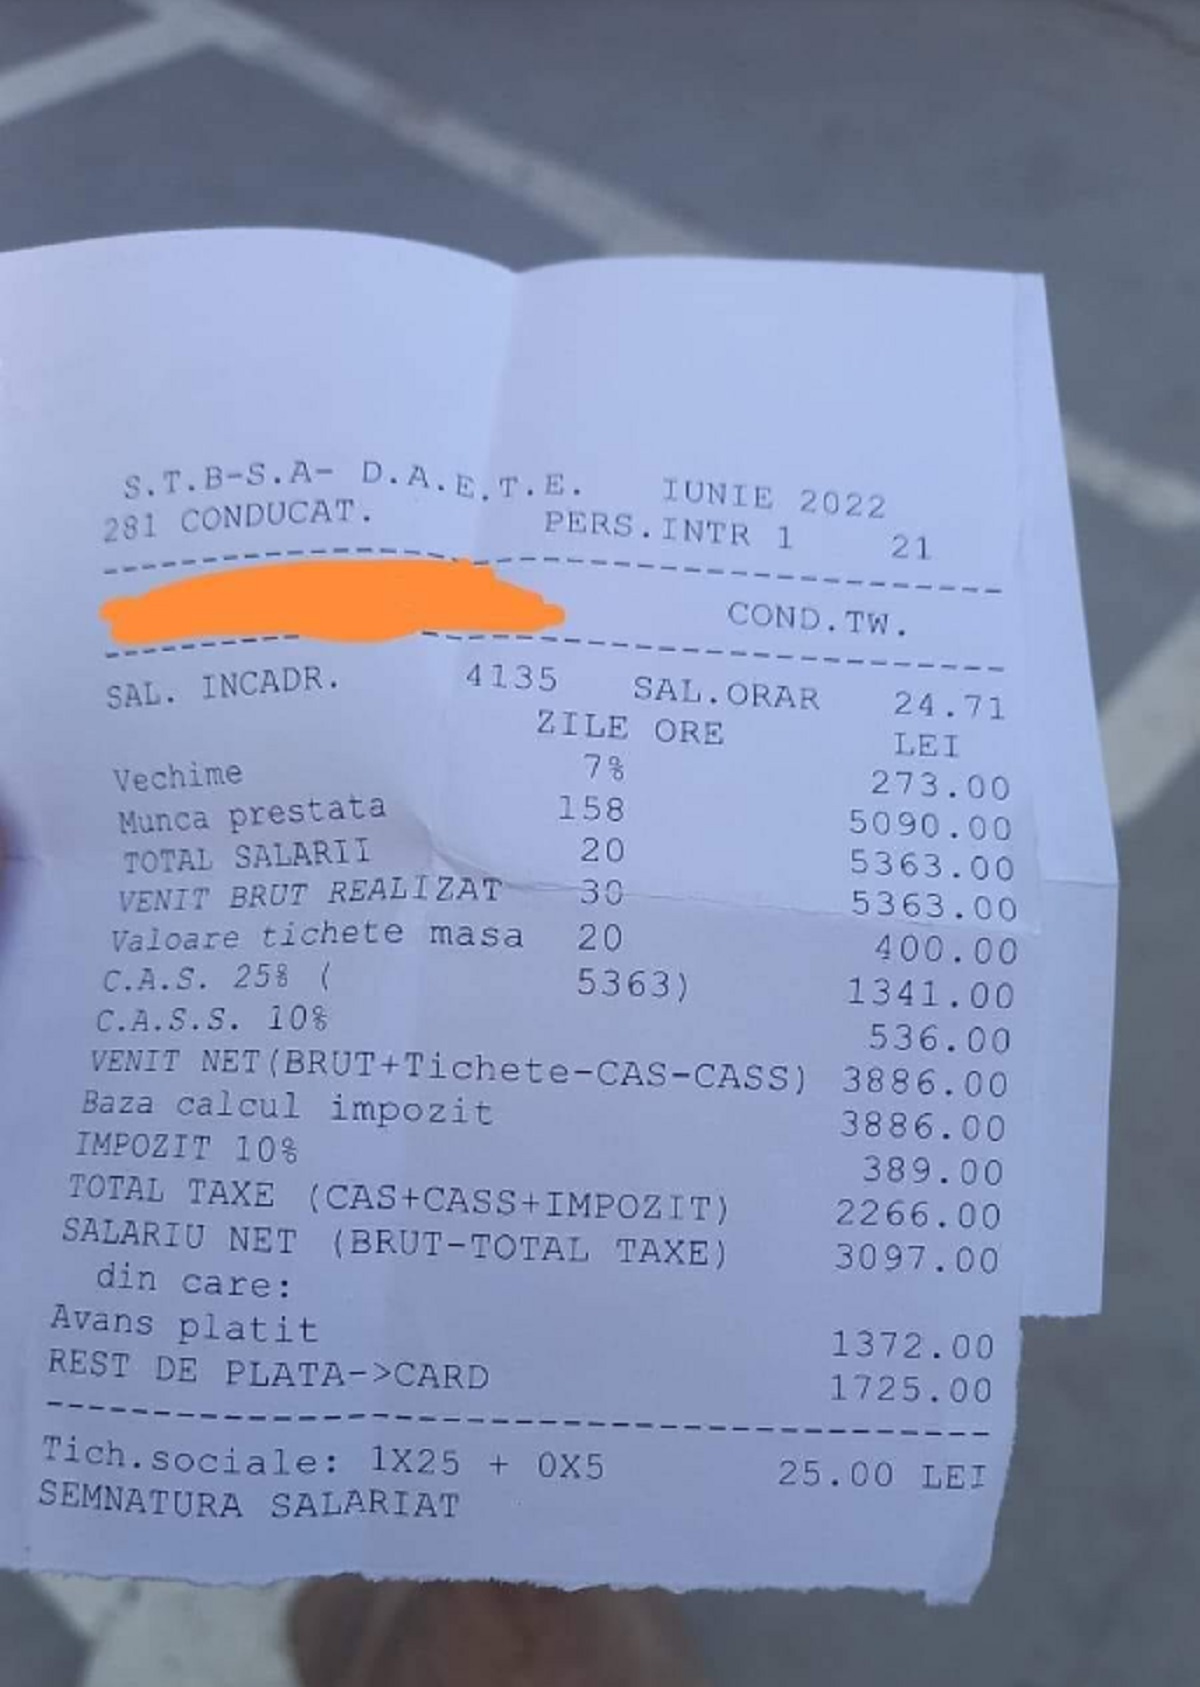 S.T.B-S.A- D.A.E.T.E. IUNIE 2022
281 CONDUCAT. PERS.INTR 1 21
COND.TW.
SAL. INCADR. 4135 SAL.ORAR 24.71
ZILE ORE LEI
Vechime 7% 273.00
Munca prestata 158 5090.00
TOTAL SALARII 20 5363.00
VENIT BRUT REALIZAT 30 5363.00
Valoare tichete masa 20 400.00
C.A.S. 25% ( 5363) 1341.00
C.A.S.S. 10% 536.00
VENIT NET(BRUT+Tichete-CAS-CASS) 3886.00
Baza calcul impozit 3886.00
IMPOZIT 10% 389.00
TOTAL TAXE (CAS+CASS+IMPOZIT) 2266.00
SALARIU NET (BRUT-TOTAL TAXE) 3097.00
din care:
Avans platit 1372.00
REST DE PLATA->CARD 1725.00
Tich.sociale: 1X25 + 0X5 25.00 LEI
SEMNATURA SALARIAT